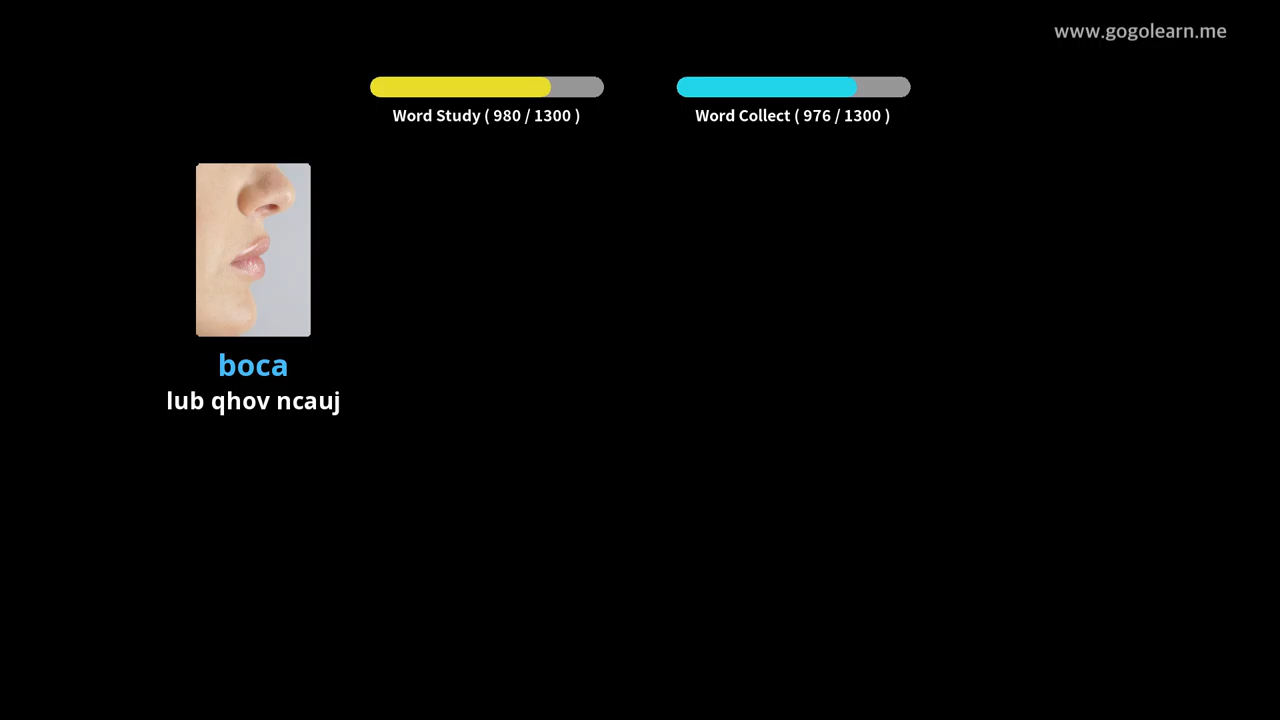 www.gogolearn.me
Word Study ( 980 / 1300 )
Word Collect ( 976 / 1300 )
boca
lub qhov ncauj